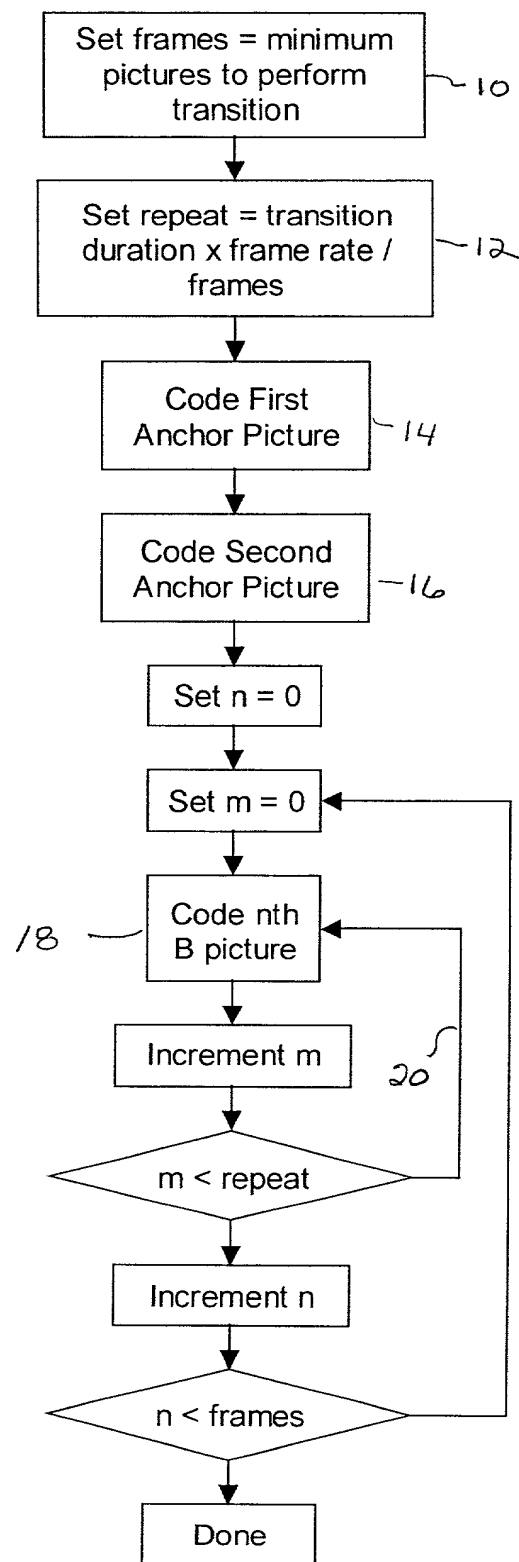 Set frames = minimum
pictures to perform
transition
10
Set repeat = transition
duration x frame rate /
frames
12
Code First
Anchor Picture
14
Code Second
Anchor Picture
16
Set n = 0
Set m = 0
Code nth
B picture
18
Increment m
20
m < repeat
Increment n
n < frames
Done